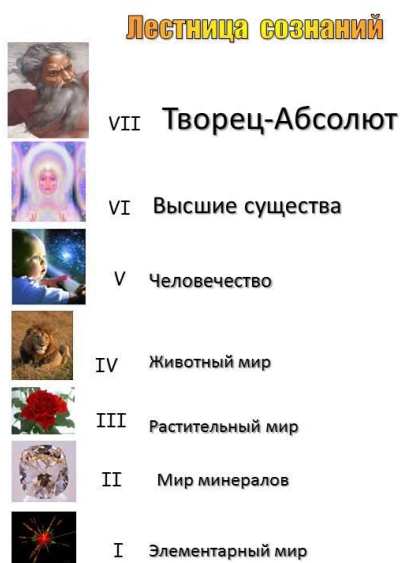 Лестница сознаний
VII Творец-Абсолют
VI Высшие существа
V Человечество
IV Животный мир
III Растительный мир
II Мир минералов
I Элементарный мир